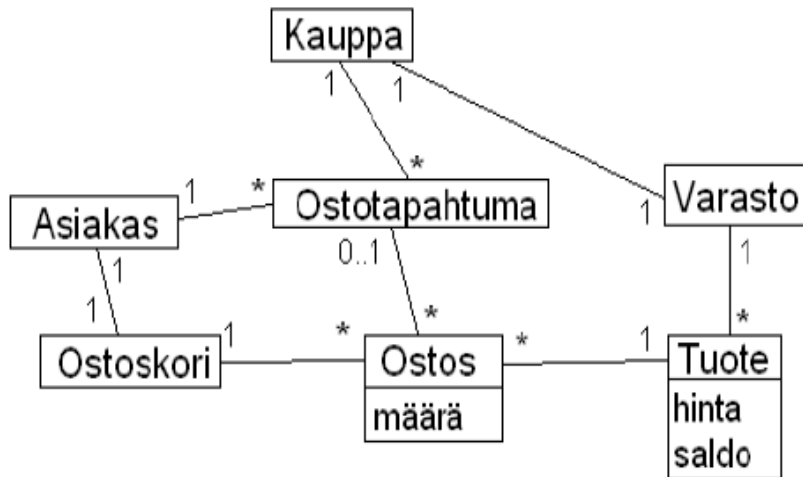 Kauppa
1
1
*
1
*
Asiakas
Ostotapahtuma
Varasto
1
0..1
1
1
1
*
*
1
*
1
*
Ostoskori
Ostos
määrä
Tuote
hinta
saldo